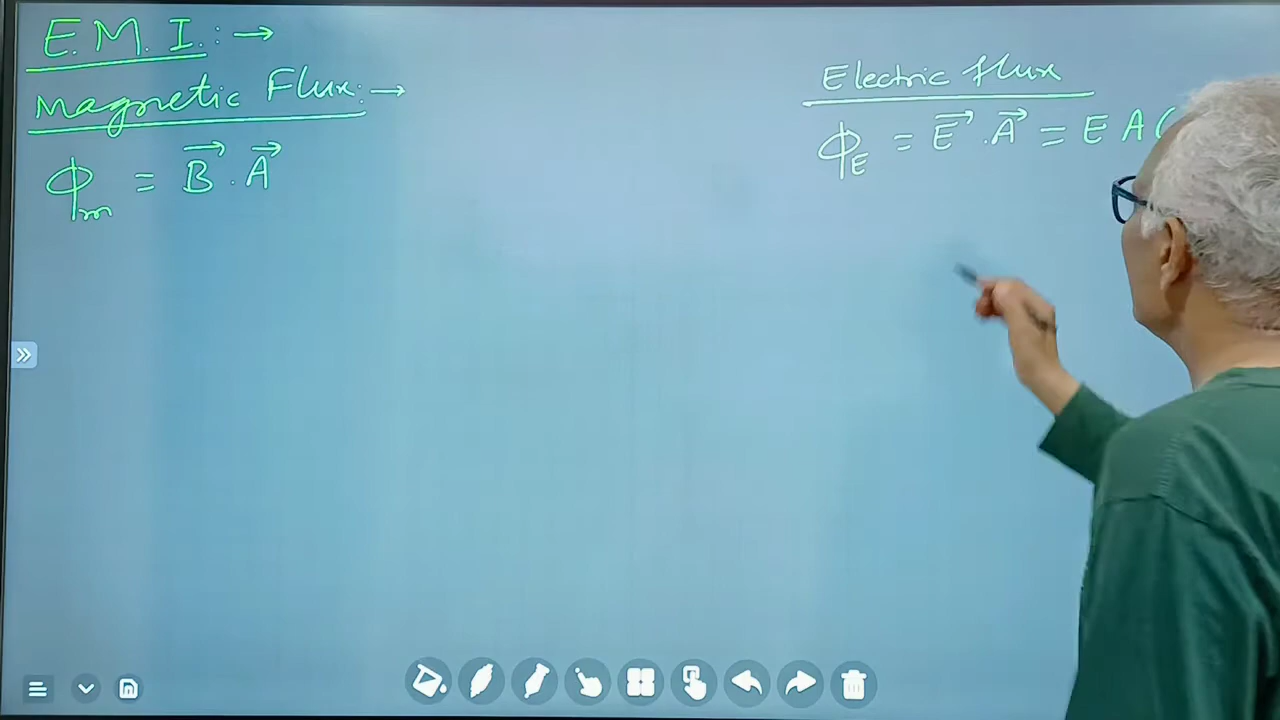 E.M.I.:→
Magnetic Flux:→
ϕm = B⃗ . A⃗
Electric flux
ϕE = E⃗ . A⃗ = E A (